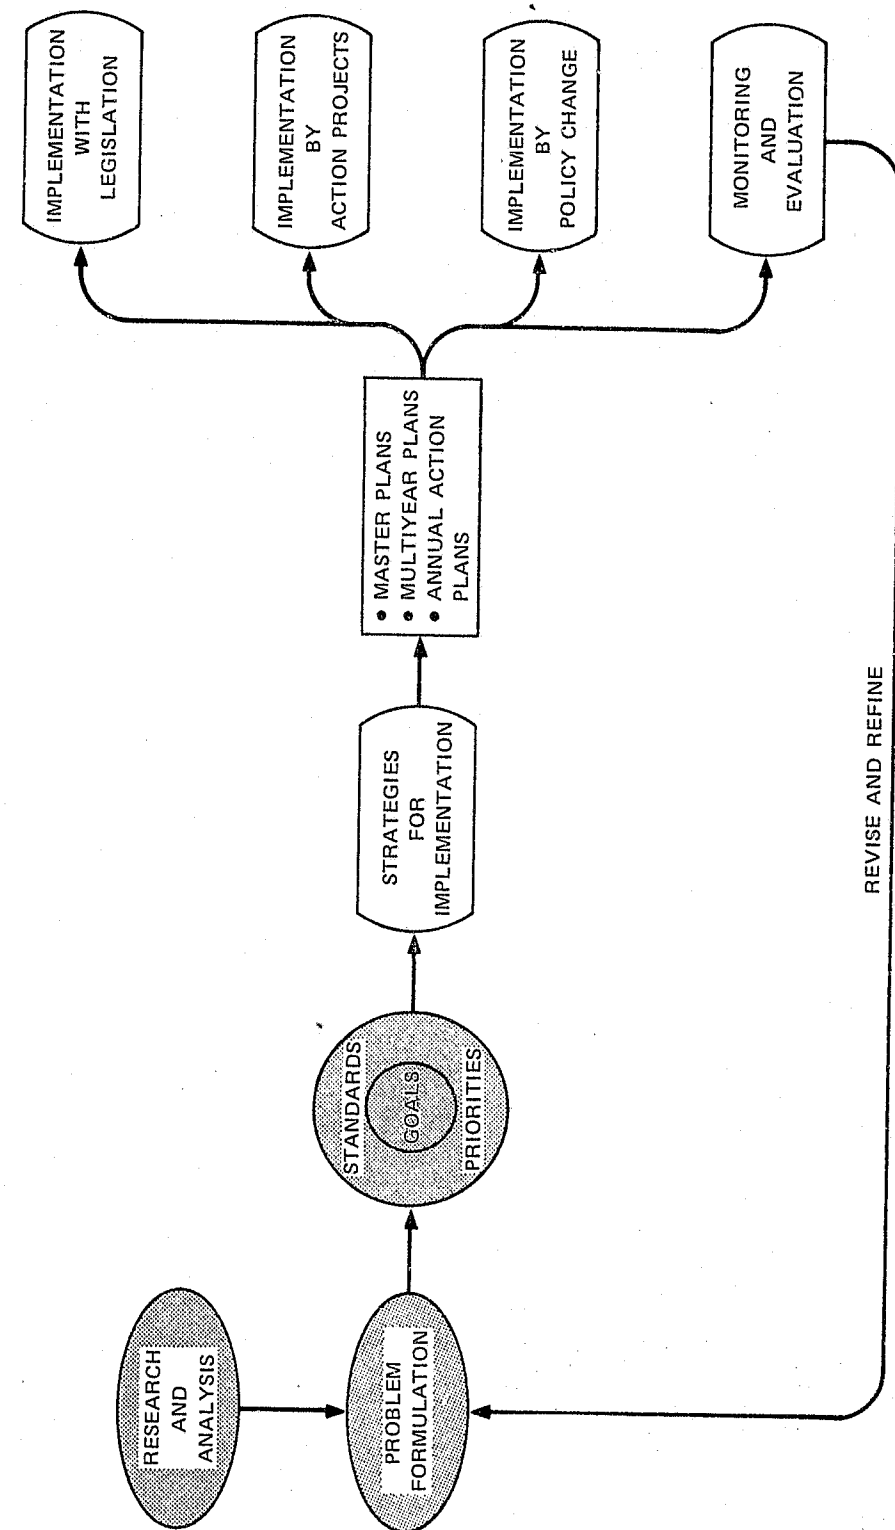 RESEARCH
AND
ANALYSIS
PROBLEM
FORMULATION
STANDARDS
GOALS
PRIORITIES
STRATEGIES
FOR
IMPLEMENTATION
• MASTER PLANS
• MULTIYEAR PLANS
• ANNUAL ACTION
PLANS
IMPLEMENTATION
WITH
LEGISLATION
IMPLEMENTATION
BY
ACTION PROJECTS
IMPLEMENTATION
BY
POLICY CHANGE
MONITORING
AND
EVALUATION
REVISE AND REFINE